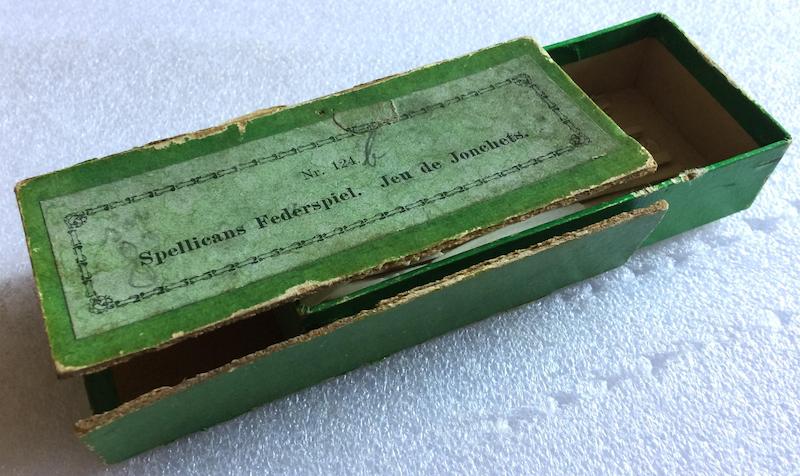 Nr. 124. b
Spellicans Federspiel. Jeu de Jonchets.